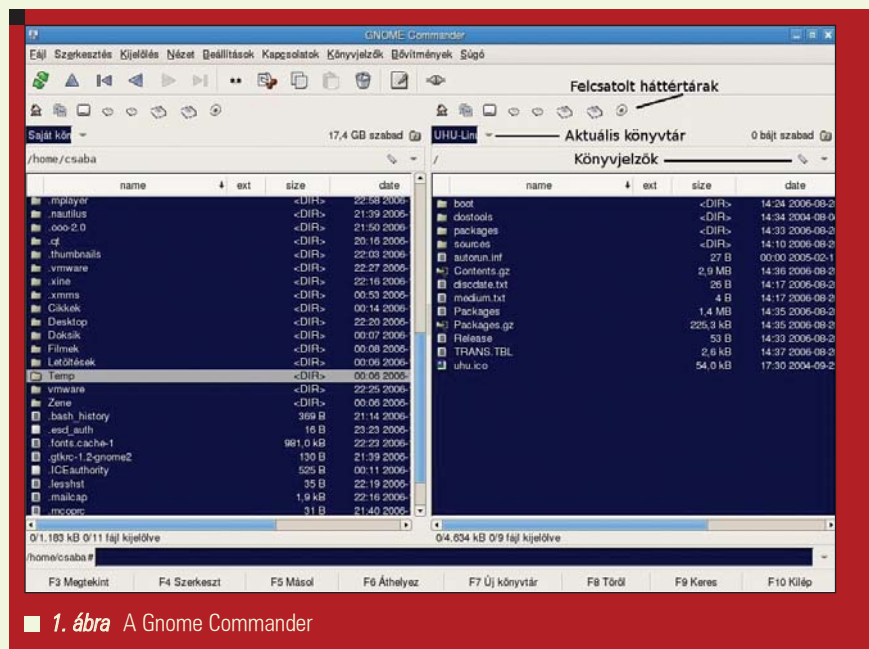 GNOME Commander
Fájl Szerkesztés Kijelölés Nézet Beállítások Kapcsolatok Könyvjelzők Bővítmények Súgó
Felcsatolt háttértárak
Saját kön 17,4 GB szabad UHU-Lin Aktuális könyvtár 0 bájt szabad
/home/csaba / Könyvjelzők
name ext size date name ext size date
.mplayer <DIR> 22:58 2006- boot <DIR> 14:24 2006-08-2
.nautilus <DIR> 21:39 2006- dostools <DIR> 14:34 2004-08-0
.ooo-2.0 <DIR> 21:50 2006- packages <DIR> 14:33 2006-08-2
.qt <DIR> 20:16 2006- sources <DIR> 14:10 2006-08-2
.thumbnails <DIR> 22:03 2006- autorun.inf 27 B 00:00 2005-02-1
.vmware <DIR> 22:27 2006- Contents.gz 2,9 MB 14:36 2006-08-2
.xine <DIR> 22:16 2006- discdate.txt 26 B 14:17 2006-08-2
.xmms <DIR> 00:53 2006- medium.txt 4 B 14:17 2006-08-2
Cikkek <DIR> 00:14 2006- Packages 1,4 MB 14:35 2006-08-2
Desktop <DIR> 22:20 2006- Packages.gz 225,3 kB 14:35 2006-08-2
Doksik <DIR> 00:07 2006- Release 53 B 14:33 2006-08-2
Filmek <DIR> 00:08 2006- TRANS.TBL 2,6 kB 14:37 2006-08-2
Letöltések <DIR> 00:06 2006- uhu.ico 54,0 kB 17:30 2004-09-2
Temp <DIR> 00:06 2006-
vmware <DIR> 22:25 2006-
Zene <DIR> 00:06 2006-
.bash_history 369 B 21:14 2006-
.esd_auth 16 B 23:23 2006-
.fonts.cache-1 981,0 kB 22:23 2006-
.gtkrc-1.2-gnome2 130 B 21:39 2006-
.ICEauthority 525 B 00:11 2006-
.lesshst 35 B 22:19 2006-
.mailcap 1,9 kB 22:16 2006-
.mcoprc 31 B 21:40 2006-
0/1.183 kB 0/11 fájl kijelölve 0/4.634 kB 0/9 fájl kijelölve
/home/csaba#
F3 Megtekint F4 Szerkeszt F5 Másol F6 Áthelyez F7 Új könyvtár F8 Töröl F9 Keres F10 Kilép
1. ábra A Gnome Commander